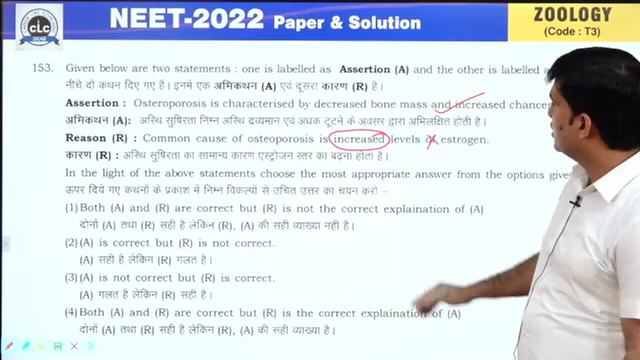 CLC
SIKAR
NEET-2022 Paper & Solution
ZOOLOGY
(Code : T3)
153. Given below are two statements : one is labelled as Assertion (A) and the other is labelled
नीचे दो कथन दिए गए हैं। इनमें एक अभिकथन (A) एवं दूसरा कारण (R) है।
Assertion : Osteroporosis is characterised by decreased bone mass and increased chances
अभिकथन (A) : अस्थि सुषिरता निम्न अस्थि द्रव्यमान एवं अधक टूटने के अवसर द्वारा अभिलक्षित होती है।
Reason (R) : Common cause of osteoporosis is increased levels estrogen.
कारण (R) : अस्थि सुषिरता का सामान्य कारण एस्ट्रोजन स्तर का बढ़ना होता है।
In the light of the above statements choose the most appropriate answer from the options give
ऊपर दिये गए कथनों के प्रकाश में निम्न विकल्पों से उचित उत्तर का चयन करो –
(1) Both (A) and (R) are correct but (R) is not the correct explaination of (A)
दोनों (A) तथा (R) सही है लेकिन (R), (A) की सही व्याख्या नहीं है।
(2) (A) is correct but (R) is not correct.
(A) सही है लेकिन (R) गलत है।
(3) (A) is not correct but (R) is correct.
(A) गलत है लेकिन (R) सही है।
(4) Both (A) and (R) are correct but (R) is the correct explaination of (A)
दोनों (A) तथा (R) सही है लेकिन (R), (A) की सही व्याख्या है।